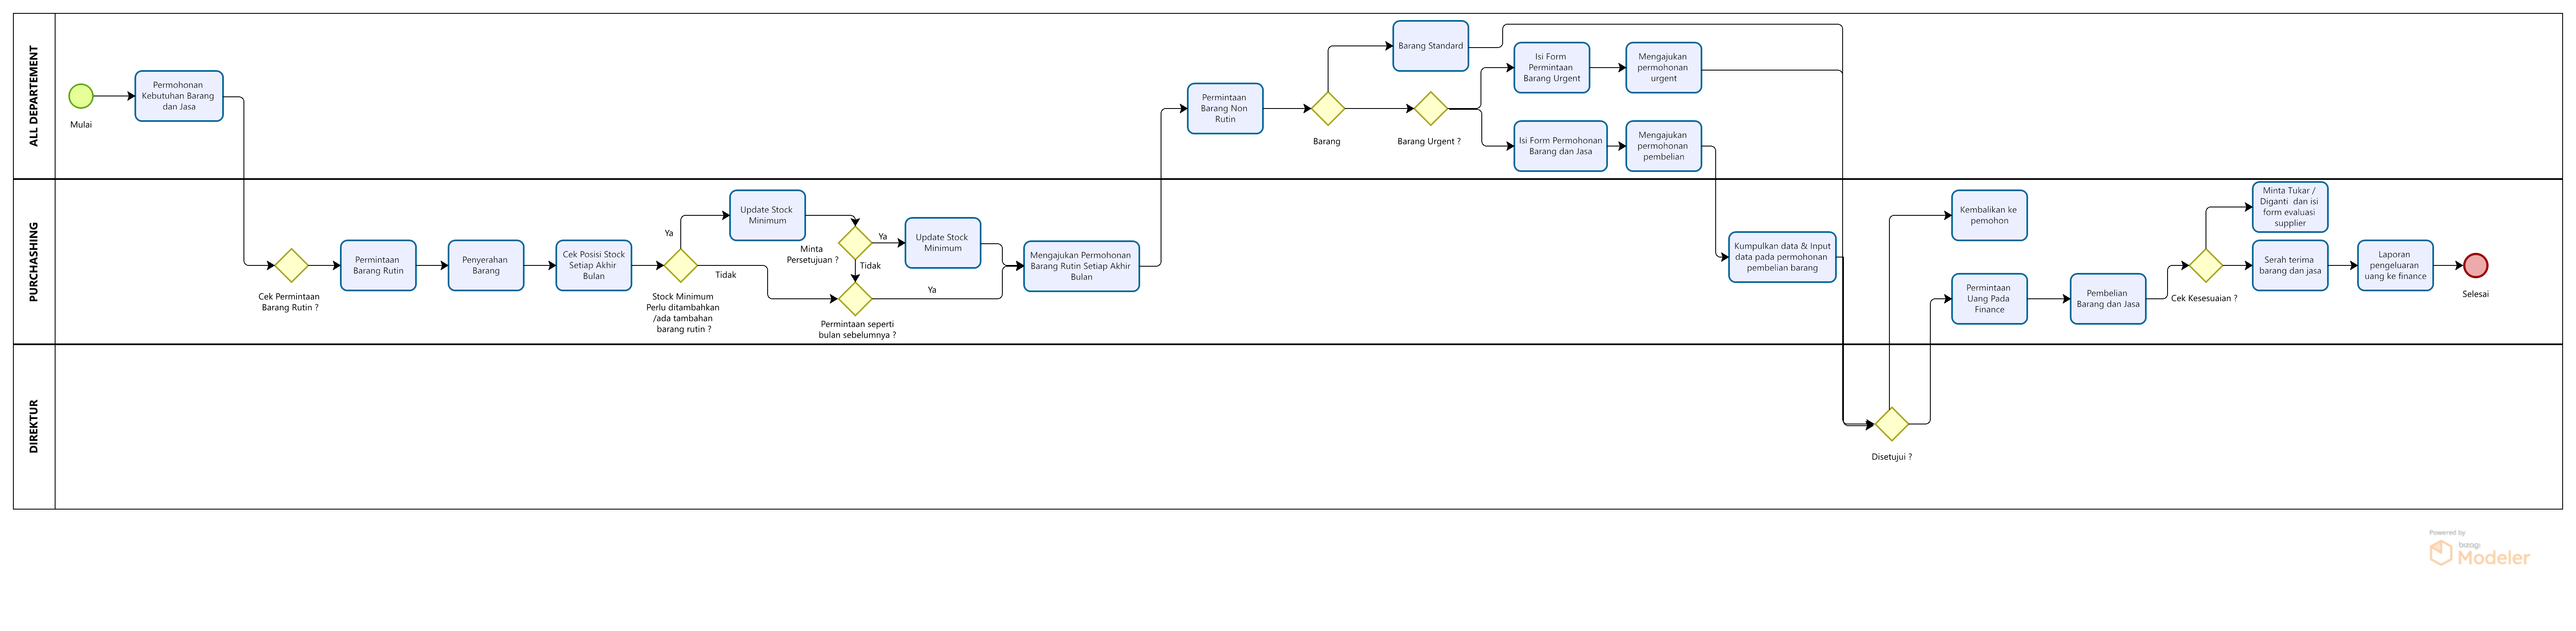 ALL DEPARTEMENT
Mulai
Permohonan
Kebutuhan Barang
dan Jasa
Permintaan
Barang Non
Rutin
Barang
Barang Standard
Barang Urgent ?
Isi Form
Permintaan
Barang Urgent
Mengajukan
permohonan
urgent
Isi Form Permohonan
Barang dan Jasa
Mengajukan
permohonan
pembelian
PURCHASHING
Cek Permintaan
Barang Rutin ?
Permintaan
Barang Rutin
Penyerahan
Barang
Cek Posisi Stock
Setiap Akhir
Bulan
Stock Minimum
Perlu ditambahkan
/ada tambahan
barang rutin ?
Ya
Tidak
Update Stock
Minimum
Minta
Persetujuan ?
Ya
Tidak
Update Stock
Minimum
Permintaan seperti
bulan sebelumnya ?
Ya
Mengajukan Permohonan
Barang Rutin Setiap Akhir
Bulan
Kumpulkan data & Input
data pada permohonan
pembelian barang
Kembalikan ke
pemohon
Permintaan
Uang Pada
Finance
Pembelian
Barang dan Jasa
Cek Kesesuaian ?
Minta Tukar /
Diganti dan isi
form evaluasi
supplier
Serah terima
barang dan jasa
Laporan
pengeluaran
uang ke finance
Selesai
DIREKTUR
Disetujui ?
Powered by
bizagi
Modeler